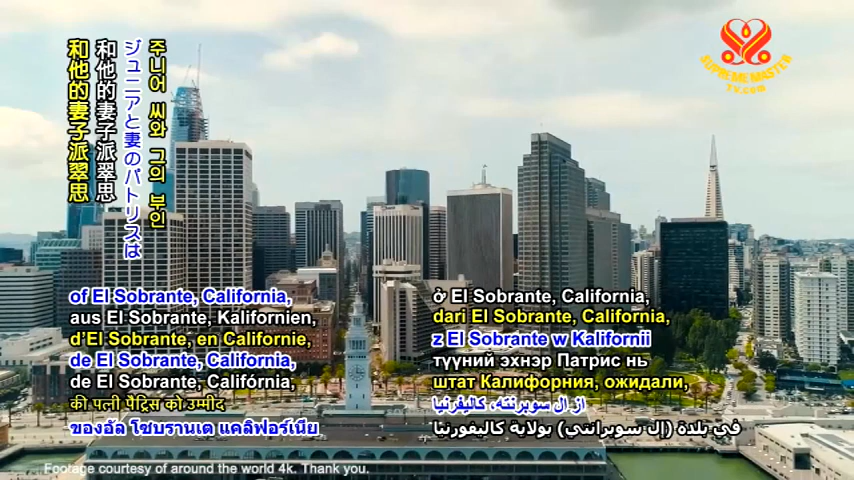 주니어 씨와 그의 부인
ジュニアと妻のパトリスは
和他的妻子派翠思
和他的妻子派翠思
SUPREME MASTER
TV.com
of El Sobrante, California,
aus El Sobrante, Kalifornien,
d'El Sobrante, en Californie,
de El Sobrante, California,
de El Sobrante, Califórnia,
की पत्नी पैट्रिस को उम्मीद
ของอัล โซบรานเต แคลิฟอร์เนีย
ở El Sobrante, California,
dari El Sobrante, California,
z El Sobrante w Kalifornii
түүний эхнэр Патрис нь
штат Калифорния, ожидали,
از ال سوبرنته، کالیفرنیا
في بلدة (إل سوبرانتي) بولاية كاليفورنيا
Footage courtesy of around the world 4k. Thank you.